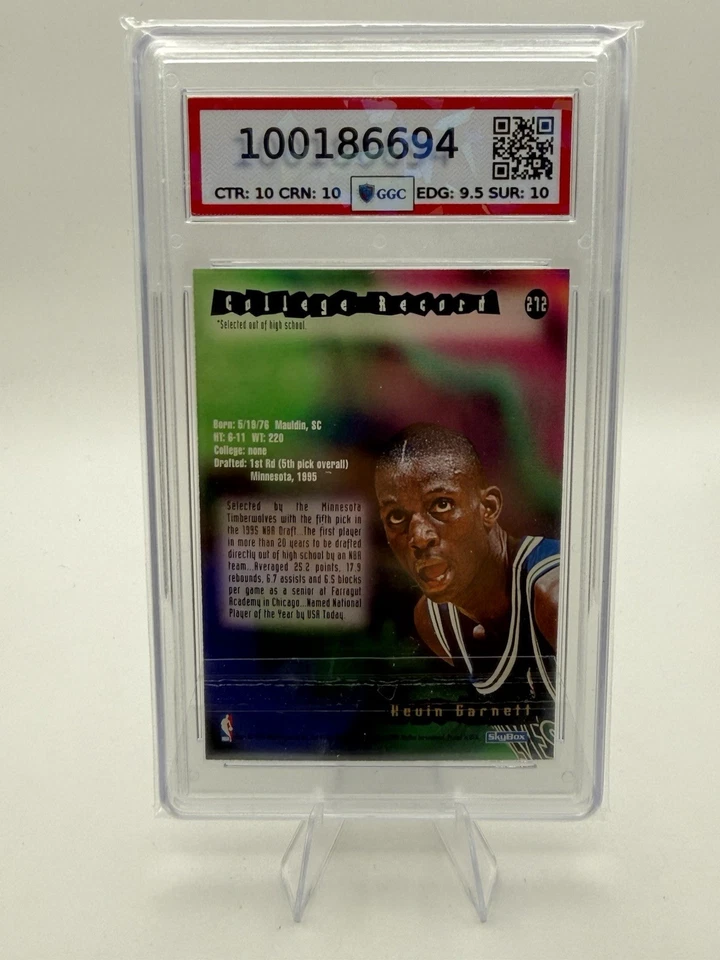 100186694
CTR: 10 CRN: 10 GGC EDG: 9.5 SUR: 10
College Record 272
*Selected out of high school.
Born: 5/19/76 Mauldin, SC
HT: 6-11 WT: 220
College: none
Drafted: 1st Rd (5th pick overall)
Minnesota, 1995
Selected by the Minnesota
Timberwolves with the fifth pick in
the 1995 NBA Draft. The first player
in more than 20 years to be drafted
directly out of high school by an NBA
team...Averaged 25.2 points, 17.9
rebounds, 6.7 assists and 6.5 blocks
per game as a senior at Farragut
Academy in Chicago...Named National
Player of the Year by USA Today.
Kevin Garnett
SkyBox